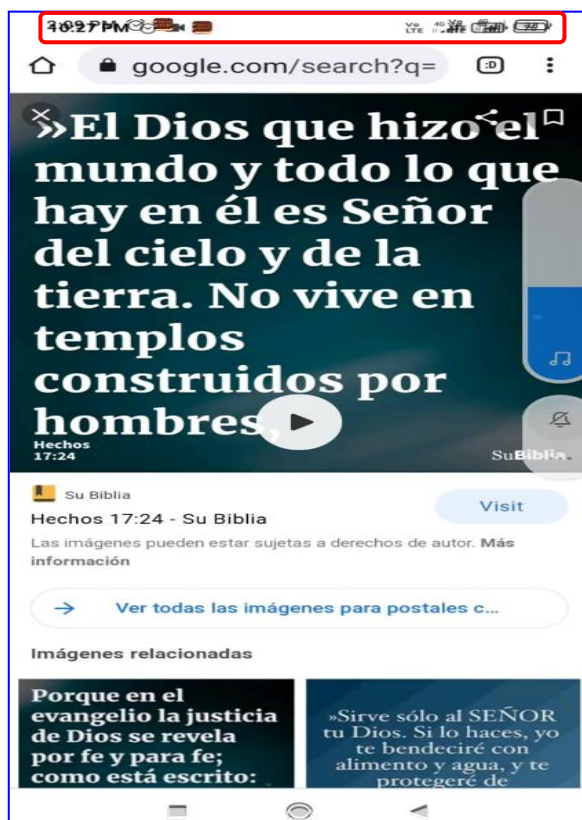 google.com/search?q=
:D
»El Dios que hizo el
mundo y todo lo que
hay en él es Señor
del cielo y de la
tierra. No vive en
templos
construidos por
hombres,
Hechos
17:24
SuBiblia.
Su Biblia
Visit
Hechos 17:24 - Su Biblia
Las imágenes pueden estar sujetas a derechos de autor. Más
información
Ver todas las imágenes para postales c...
Imágenes relacionadas
Porque en el
evangelio la justicia
de Dios se revela
por fe y para fe;
como está escrito:
»Sirve sólo al SEÑOR
tu Dios. Si lo haces, yo
te bendeciré con
alimento y agua, y te
protegeré de